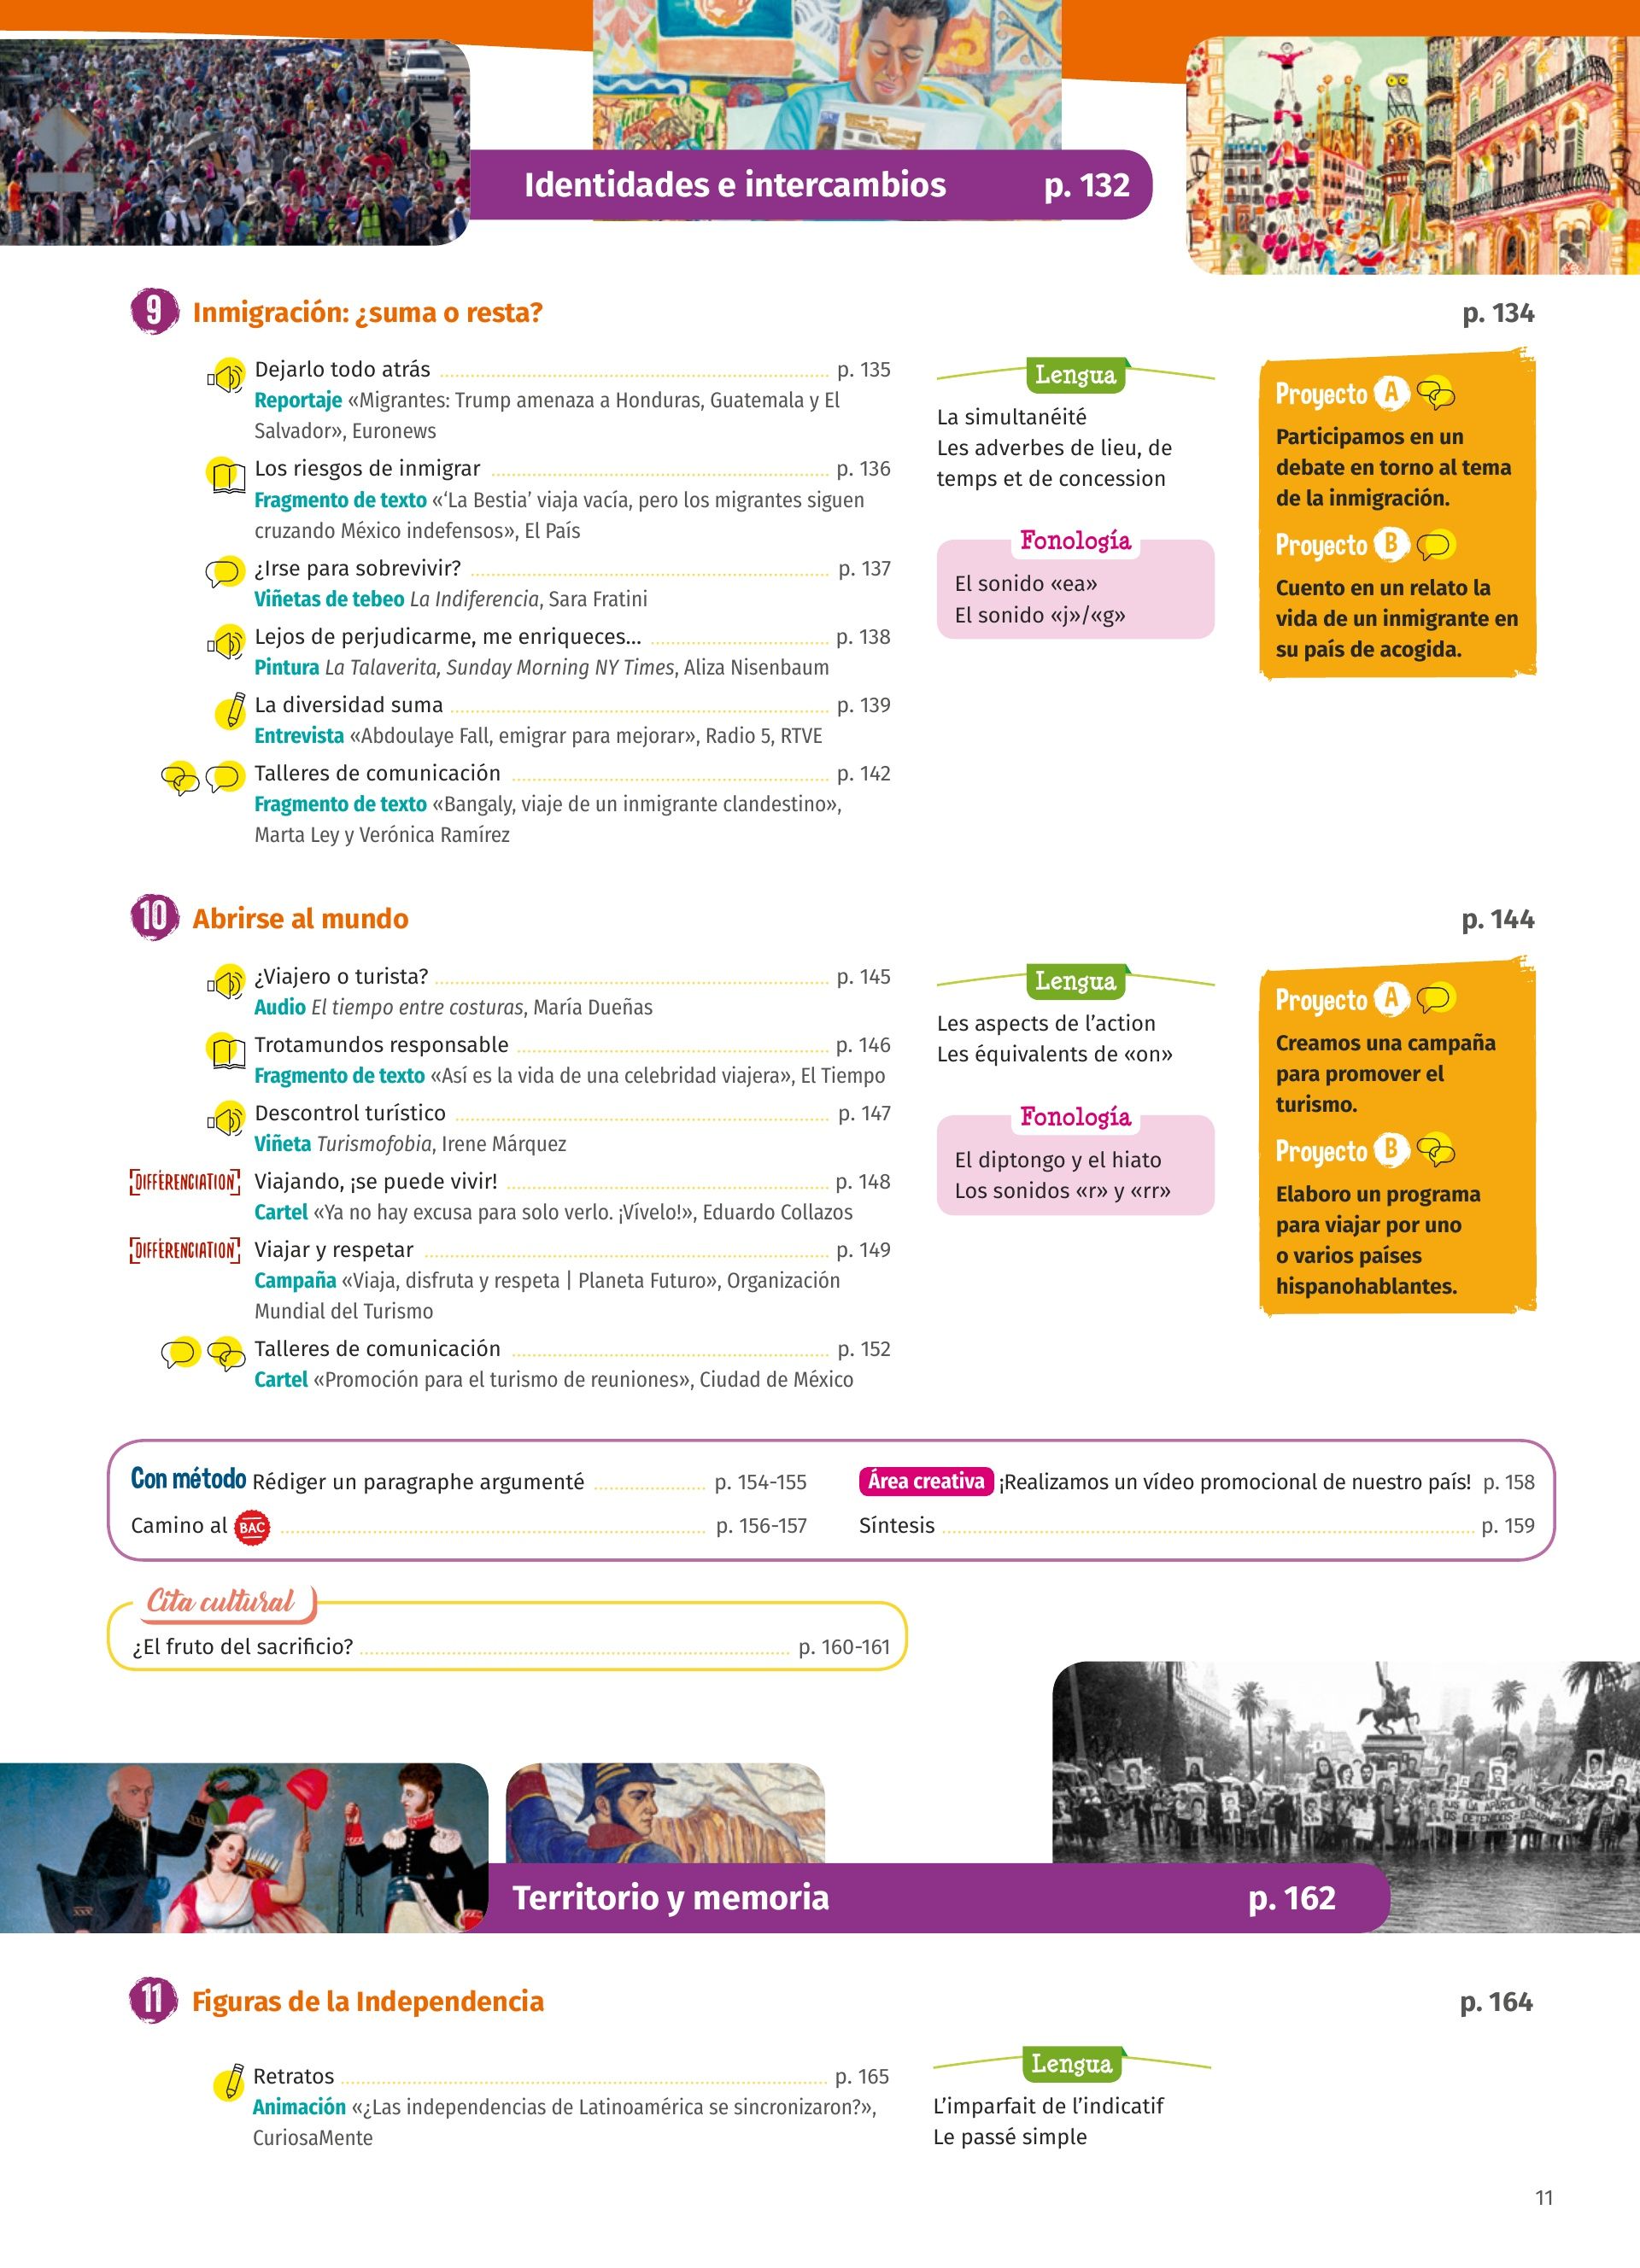 Identidades e intercambios p. 132
9 Inmigración: ¿suma o resta? p. 134
Dejarlo todo atrás p. 135
Reportaje «Migrantes: Trump amenaza a Honduras, Guatemala y El
Salvador», Euronews
Los riesgos de inmigrar p. 136
Fragmento de texto «‘La Bestia’ viaja vacía, pero los migrantes siguen
cruzando México indefensos», El País
¿Irse para sobrevivir? p. 137
Viñetas de tebeo La Indiferencia, Sara Fratini
Lejos de perjudicarme, me enriqueces... p. 138
Pintura La Talaverita, Sunday Morning NY Times, Aliza Nisenbaum
La diversidad suma p. 139
Entrevista «Abdoulaye Fall, emigrar para mejorar», Radio 5, RTVE
Talleres de comunicación p. 142
Fragmento de texto «Bangaly, viaje de un inmigrante clandestino»,
Marta Ley y Verónica Ramírez
Lengua
La simultanéité
Les adverbes de lieu, de
temps et de concession
Fonología
El sonido «ea»
El sonido «j»/«g»
Proyecto A
Participamos en un
debate en torno al tema
de la inmigración.
Proyecto B
Cuento en un relato la
vida de un inmigrante en
su país de acogida.
10 Abrirse al mundo p. 144
¿Viajero o turista? p. 145
Audio El tiempo entre costuras, María Dueñas
Trotamundos responsable p. 146
Fragmento de texto «Así es la vida de una celebridad viajera», El Tiempo
Descontrol turístico p. 147
Viñeta Turismofobia, Irene Márquez
DIFFÉRENCIATION Viajando, ¡se puede vivir! p. 148
Cartel «Ya no hay excusa para solo verlo. ¡Vívelo!», Eduardo Collazos
DIFFÉRENCIATION Viajar y respetar p. 149
Campaña «Viaja, disfruta y respeta | Planeta Futuro», Organización
Mundial del Turismo
Talleres de comunicación p. 152
Cartel «Promoción para el turismo de reuniones», Ciudad de México
Lengua
Les aspects de l’action
Les équivalents de «on»
Fonología
El diptongo y el hiato
Los sonidos «r» y «rr»
Proyecto A
Creamos una campaña
para promover el
turismo.
Proyecto B
Elaboro un programa
para viajar por uno
o varios países
hispanohablantes.
Con método Rédiger un paragraphe argumenté p. 154-155
Camino al BAC p. 156-157
Área creativa ¡Realizamos un vídeo promocional de nuestro país! p. 158
Síntesis p. 159
Cita cultural
¿El fruto del sacrificio? p. 160-161
Territorio y memoria p. 162
11 Figuras de la Independencia p. 164
Retratos p. 165
Animación «¿Las independencias de Latinoamérica se sincronizaron?»,
CuriosaMente
Lengua
L’imparfait de l’indicatif
Le passé simple
11